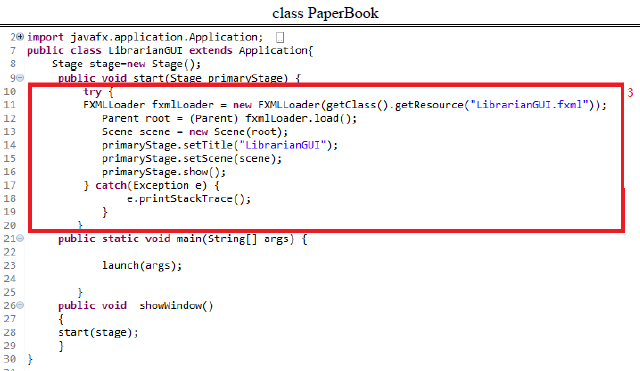 class PaperBook
2 import javafx.application.Application;
7 public class LibrarianGUI extends Application{
8 Stage stage=new Stage();
9 public void start(Stage primaryStage) {
10 try { 3
11 FXMLLoader fxmlLoader = new FXMLLoader(getClass().getResource("LibrarianGUI.fxml"));
12 Parent root = (Parent) fxmlLoader.load();
13 Scene scene = new Scene(root);
14 primaryStage.setTitle("LibrarianGUI");
15 primaryStage.setScene(scene);
16 primaryStage.show();
17 } catch(Exception e) {
18 e.printStackTrace();
19 }
20 }
21 public static void main(String[] args) {
22
23 launch(args);
24
25 }
26 public void showWindow()
27 {
28 start(stage);
29 }
30 }